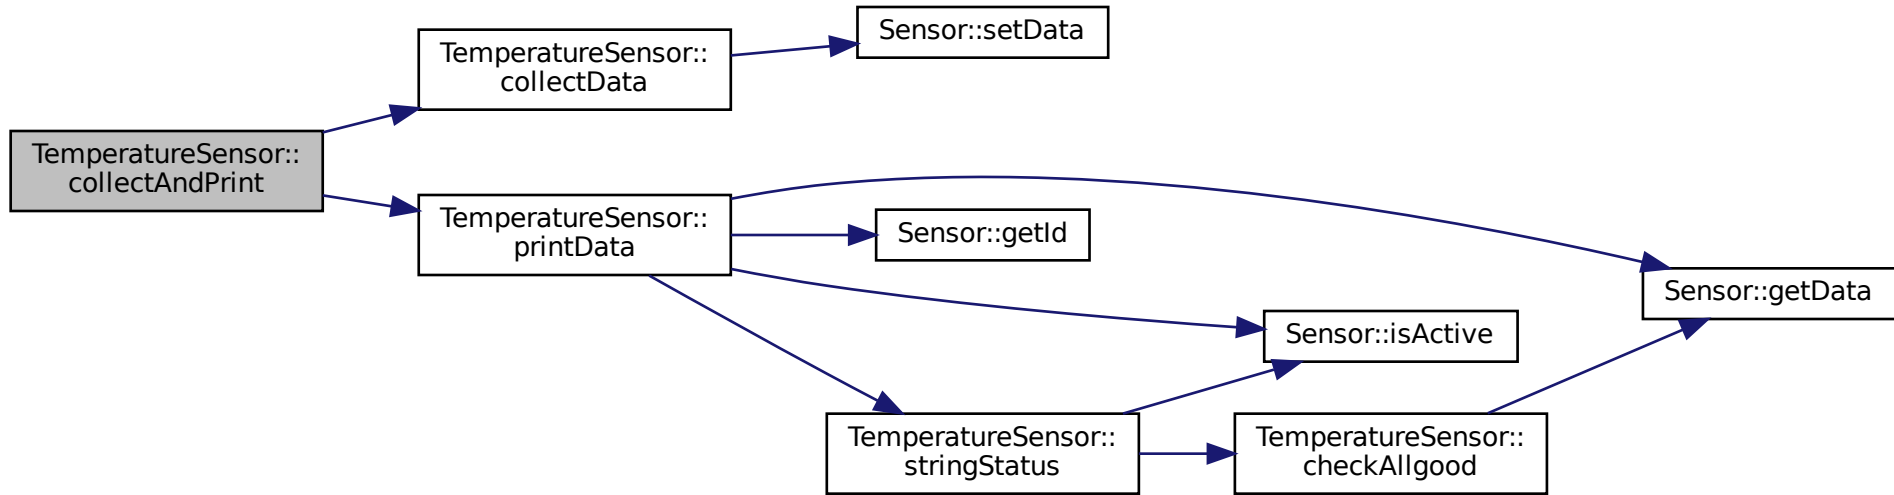 TemperatureSensor::
collectAndPrint
TemperatureSensor::
collectData
Sensor::setData
TemperatureSensor::
printData
Sensor::getId
Sensor::getData
Sensor::isActive
TemperatureSensor::
stringStatus
TemperatureSensor::
checkAllgood